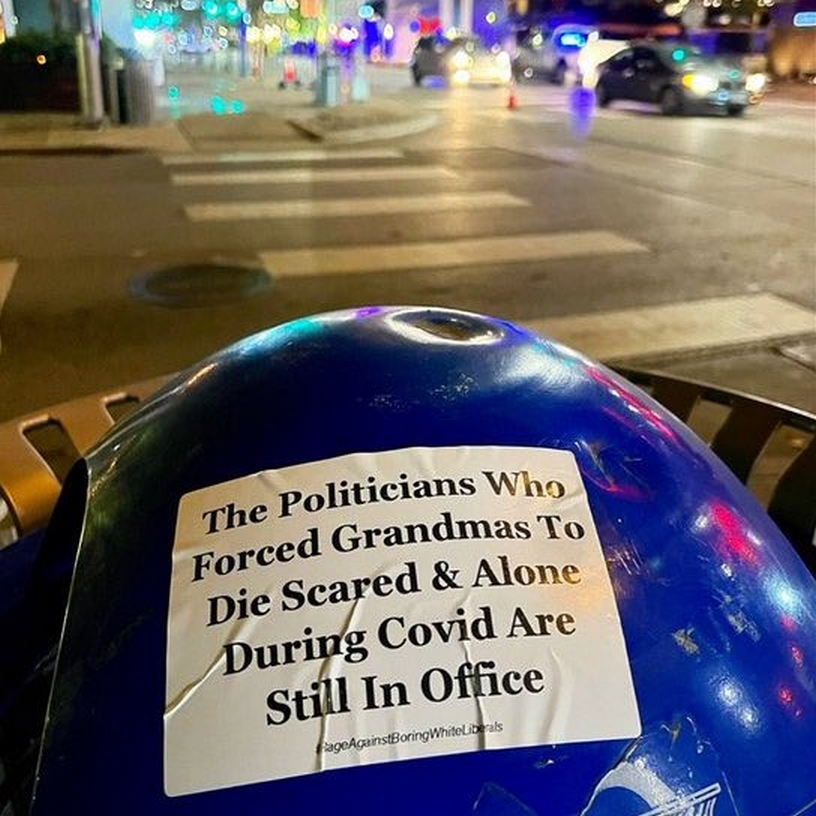 The Politicians Who
Forced Grandmas To
Die Scared & Alone
During Covid Are
Still In Office
#RageAgainstBoringWhiteLiberals